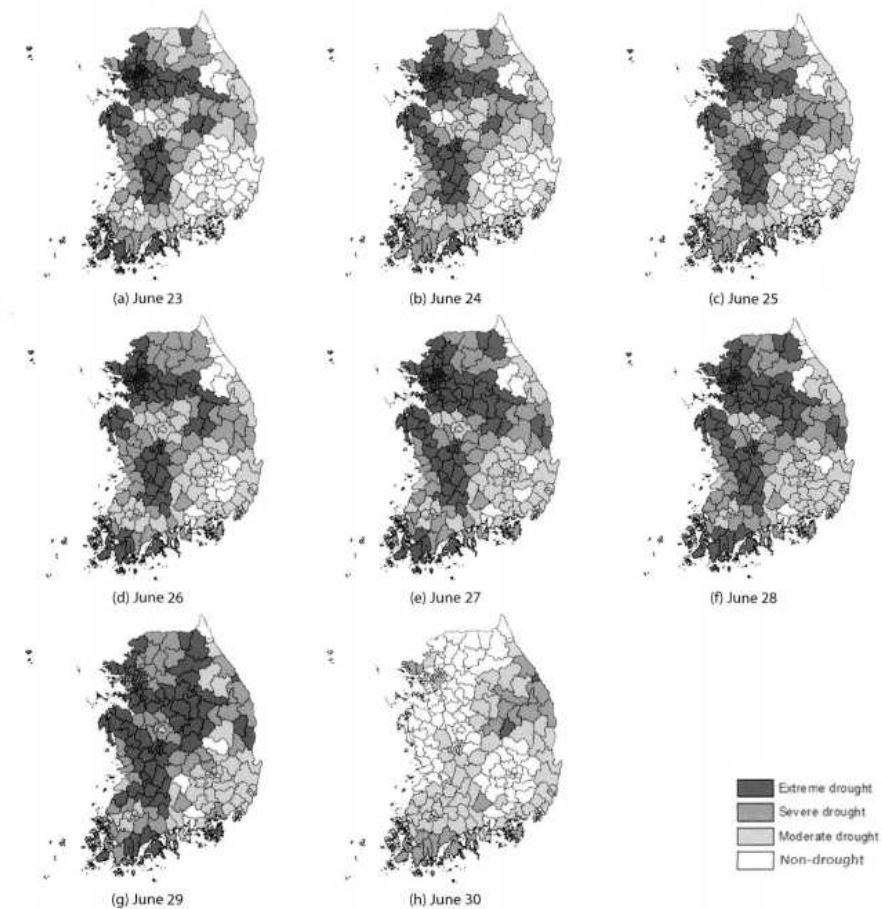 (a) June 23
(b) June 24
(c) June 25
(d) June 26
(e) June 27
(f) June 28
(g) June 29
(h) June 30
Extreme drought
Severe drought
Moderate drought
Non-drought